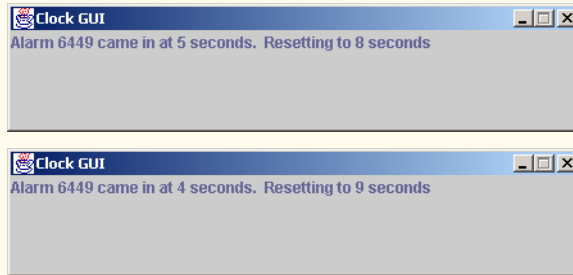 Clock GUI
Alarm 6449 came in at 5 seconds.  Resetting to 8 seconds
Clock GUI
Alarm 6449 came in at 4 seconds.  Resetting to 9 seconds